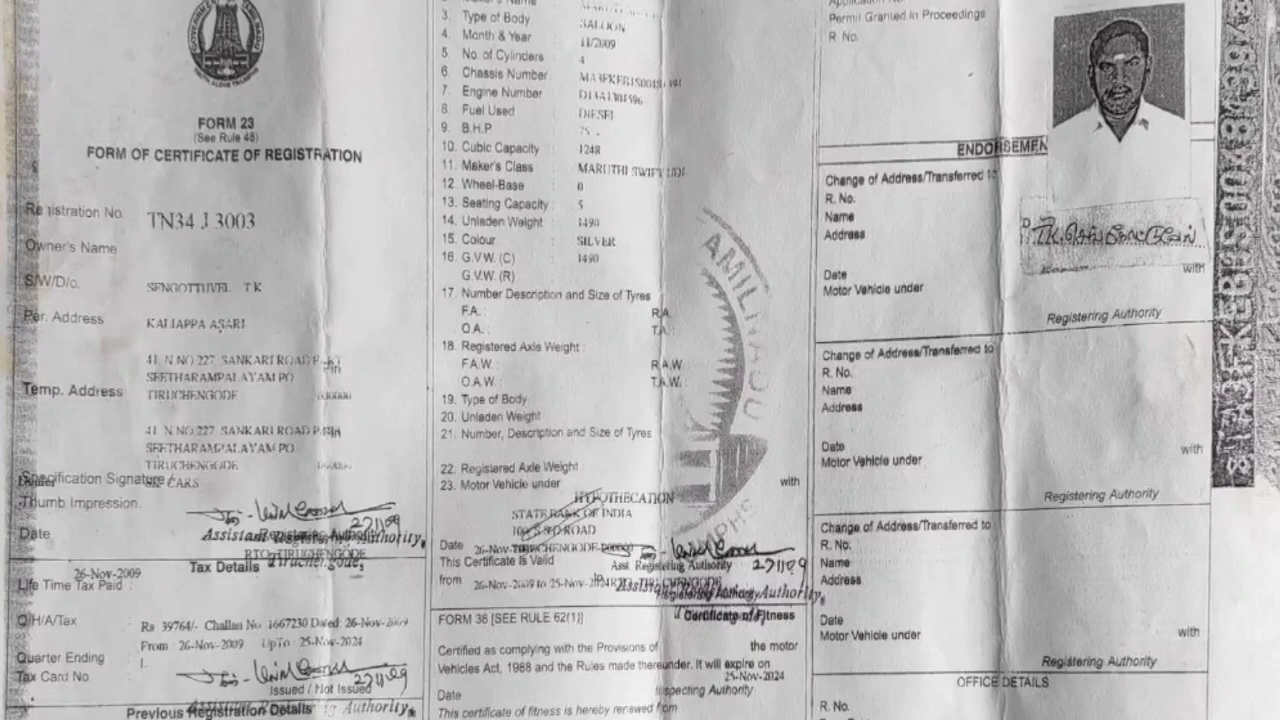 FORM 23
(See Rule 48)
FORM OF CERTIFICATE OF REGISTRATION
Registration No TN34 J 3003
Owner's Name
S/W/D/o. SENGOTTUVEL T K
Per. Address KALIAPPA ASARI
41, N NO 227, SANKARI ROAD
SEETHARAMPALAYAM PO
Temp. Address TIRUCHENGODE
41, N NO 227, SANKARI ROAD
SEETHARAMPALAYAM PO
TIRUCHENGODE
Specification Signature / CARS
Thumb Impression
Date Assistant Registering Authority,
RTO TIRUCHENGODE
Tax Details Tiruchengode
26-Nov-2009
Life Time Tax Paid :
Q/H/A/Tax : Rs 39764/- Challan No 1667230 Dated: 26-Nov-2009
From : 26-Nov-2009 UpTo 25-Nov-2024
Quarter Ending
Tax Card No
Issued / Not Issued
Previous Registration Details
3. Type of Body : SALOON
4. Month & Year : 11/2009
5. No. of Cylinders : 4
6. Chassis Number :
7. Engine Number :
8. Fuel Used : DIESEL
9. B.H.P : 75
10. Cubic Capacity : 1248
11. Maker's Class : MARUTHI SWIFT
12. Wheel-Base : 0
13. Seating Capacity : 5
14. Unladen Weight : 1490
15. Colour : SILVER
16. G.V.W. (C) : 1490
G.V.W. (R)
17. Number Description and Size of Tyres
F.A. : R.A. :
O.A. : T.A. :
18. Registered Axle Weight :
F.A.W. : R.A.W. :
O.A.W. : T.A.W. :
19. Type of Body
20. Unladen Weight
21. Number, Description and Size of Tyres
22. Registered Axle Weight :
23. Motor Vehicle under with
HYPOTHECATION
STATE BANK OF INDIA
ROAD
Date 26-Nov-
This Certificate is Valid Asst Registering Authority 27/11/09
from 26-Nov-2009 to 25-Nov-
Registering Authority
Certificate of Fitness
FORM 38 [SEE RULE 62(1)]
Certified as complying with the Provisions of the motor
Vehicles Act, 1988 and the Rules made thereunder. It will expire on
25-Nov-2024
Date Inspecting Authority
This certificate of fitness is hereby renewed from
TAMILNADU
Permit Granted in Proceedings
R. No.
ENDORSEMEN
Change of Address/Transferred to
R. No.
Name
Address
T.K. செங்கோட்டுவேல்
Date with
Motor Vehicle under
Registering Authority
Change of Address/Transferred to
R. No.
Name
Address
Date with
Motor Vehicle under
Registering Authority
Change of Address/Transferred to
R. No.
Name
Address
Date
Motor Vehicle under with
Registering Authority
OFFICE DETAILS
R. No.